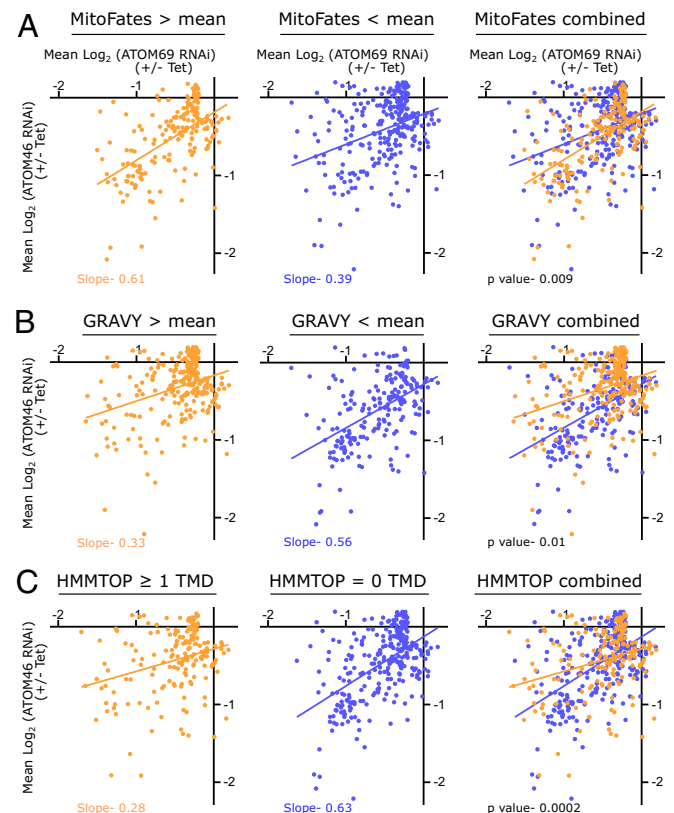 A
MitoFates > mean
MitoFates < mean
MitoFates combined
Mean Log2 (ATOM69 RNAi)
(+/- Tet)
Mean Log2 (ATOM69 RNAi)
(+/- Tet)
Mean Log2 (ATOM69 RNAi)
(+/- Tet)
-2
-1
-1
-2
-1
Mean Log2 (ATOM46 RNAi)
(+/- Tet)
-1
-1
-1
-2
-2
-2
Slope- 0.61
Slope- 0.39
p value- 0.009
B
GRAVY > mean
GRAVY < mean
GRAVY combined
-2
-1
-1
-2
-1
Mean Log2 (ATOM46 RNAi)
(+/- Tet)
-1
-1
-1
-2
-2
-2
Slope- 0.33
Slope- 0.56
p value- 0.01
C
HMMTOP ≥ 1 TMD
HMMTOP = 0 TMD
HMMTOP combined
-2
-1
-1
-2
-1
Mean Log2 (ATOM46 RNAi)
(+/- Tet)
-1
-1
-1
-2
-2
-2
Slope- 0.28
Slope- 0.63
p value- 0.0002